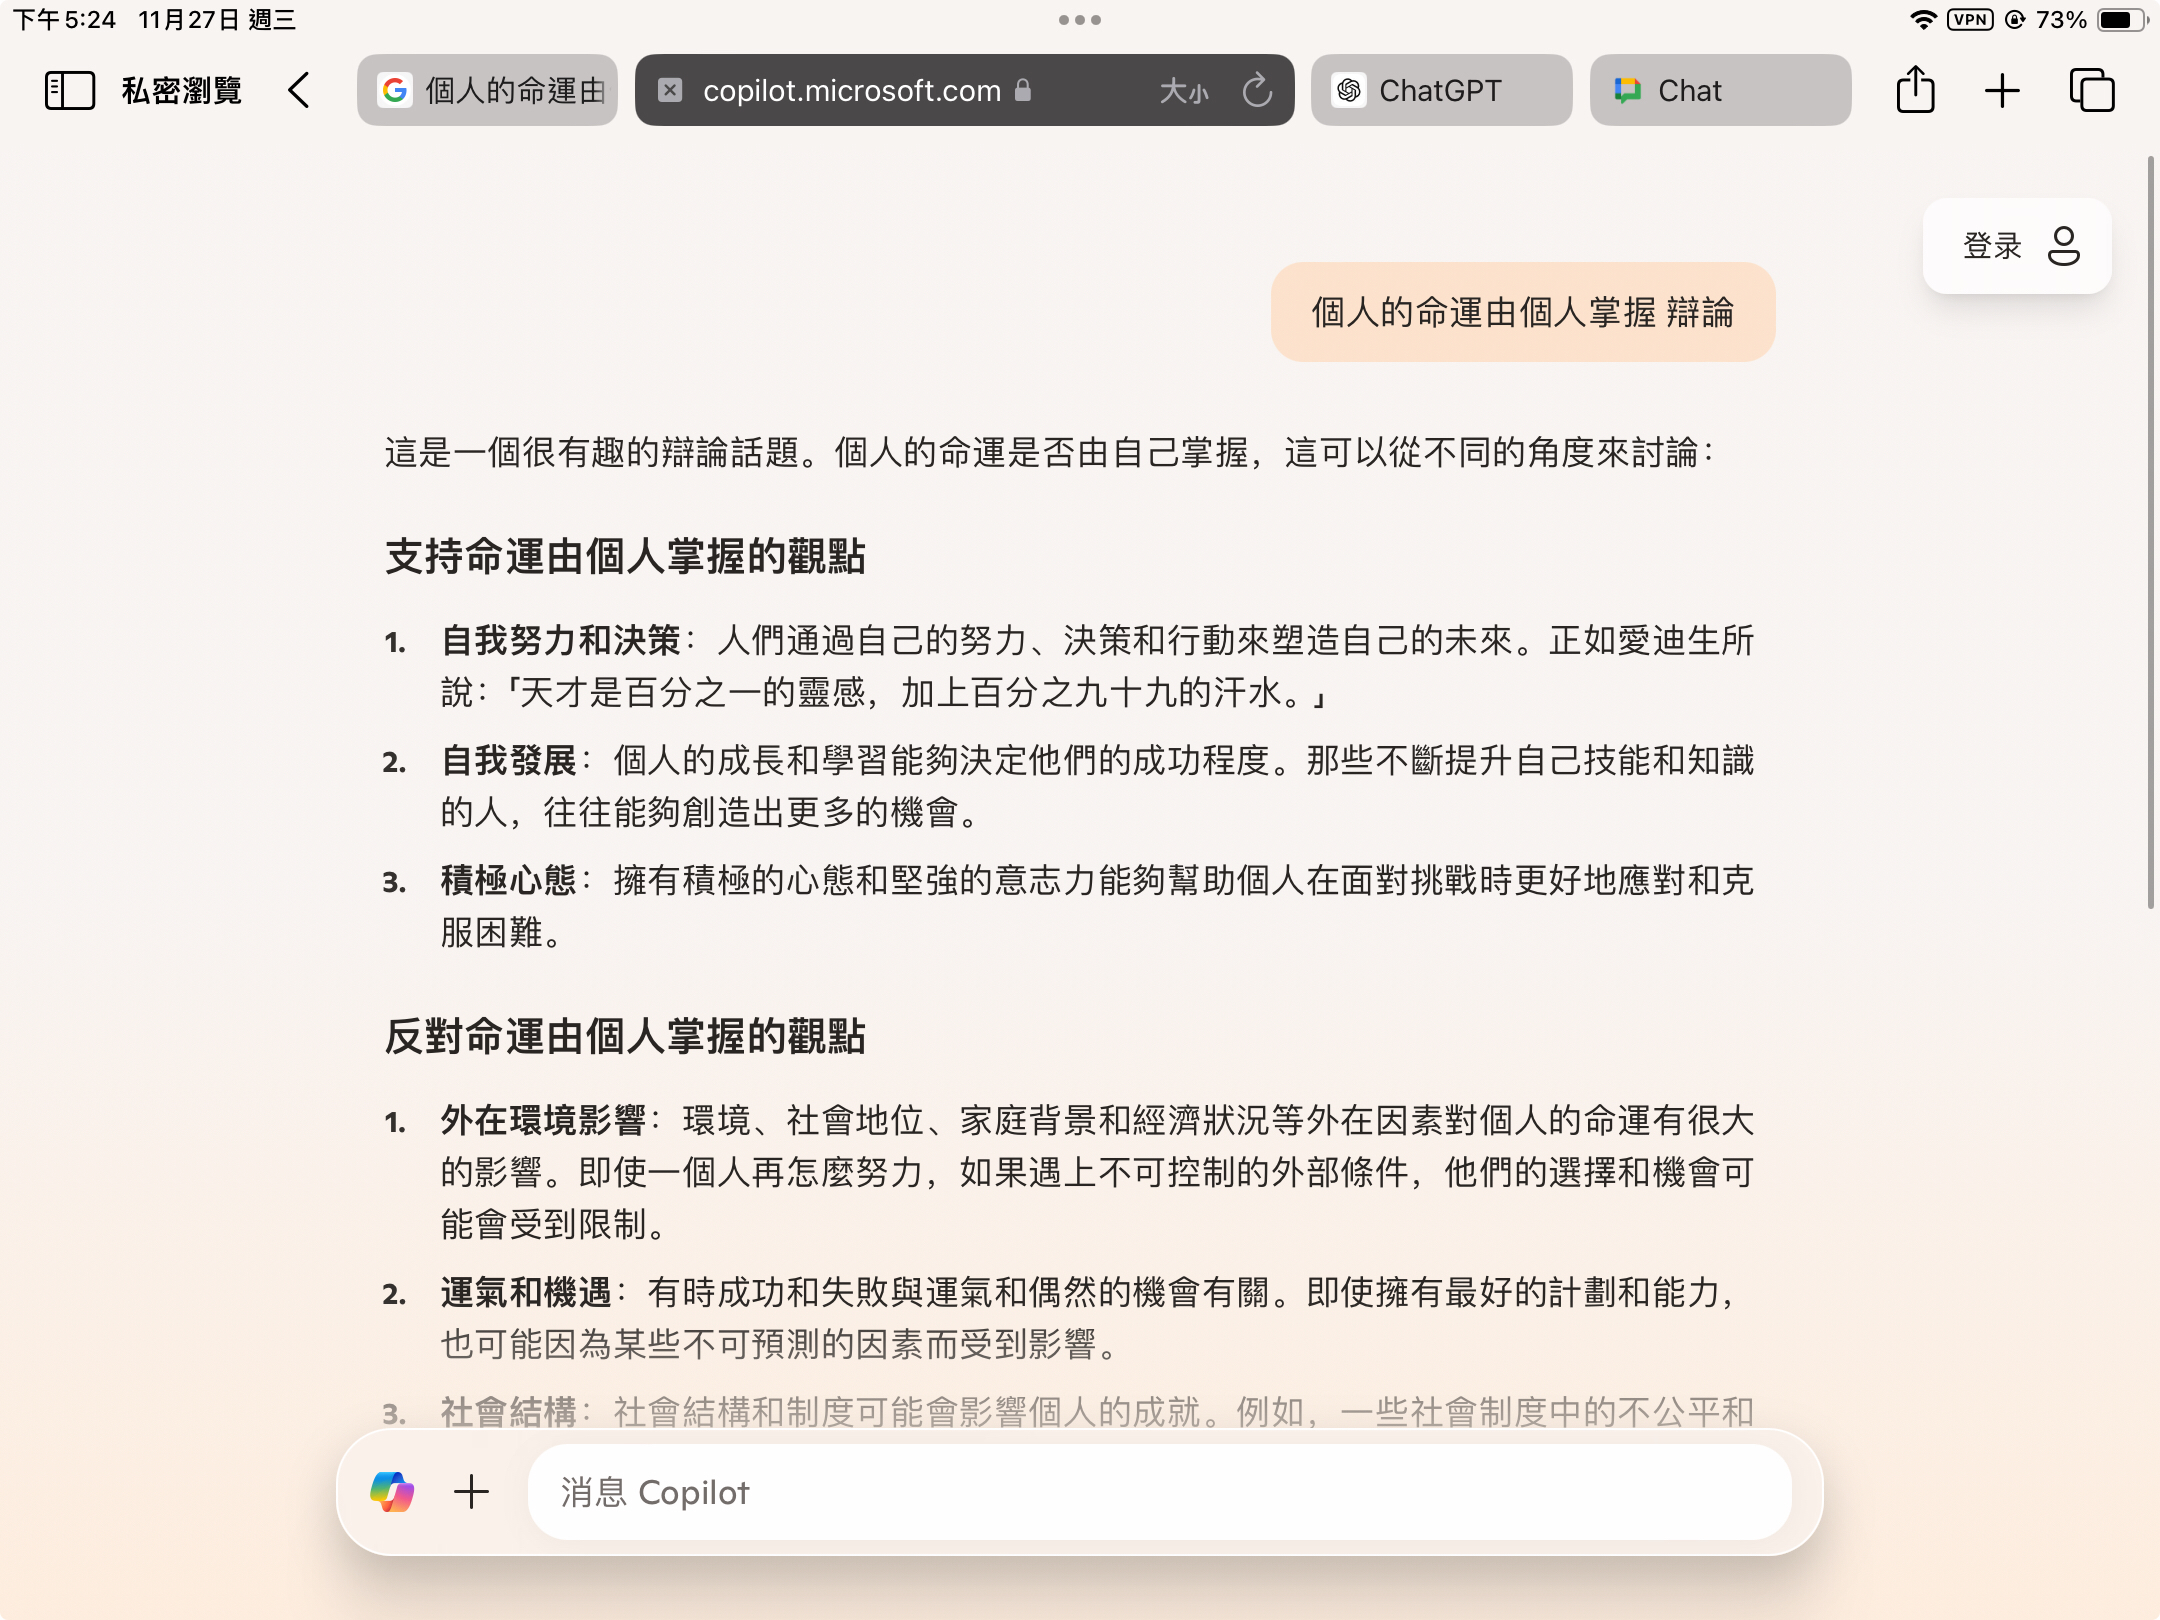 下午5:24 11月27日 週三
VPN 73%
私密瀏覽 個人的命運由 copilot.microsoft.com 大小 ChatGPT Chat
登录
個人的命運由個人掌握 辯論
這是一個很有趣的辯論話題。個人的命運是否由自己掌握，這可以從不同的角度來討論：
支持命運由個人掌握的觀點
1. 自我努力和決策：人們通過自己的努力、決策和行動來塑造自己的未來。正如愛迪生所
說：「天才是百分之一的靈感，加上百分之九十九的汗水。」
2. 自我發展：個人的成長和學習能夠決定他們的成功程度。那些不斷提升自己技能和知識
的人，往往能夠創造出更多的機會。
3. 積極心態：擁有積極的心態和堅強的意志力能夠幫助個人在面對挑戰時更好地應對和克
服困難。
反對命運由個人掌握的觀點
1. 外在環境影響：環境、社會地位、家庭背景和經濟狀況等外在因素對個人的命運有很大
的影響。即使一個人再怎麼努力，如果遇上不可控制的外部條件，他們的選擇和機會可
能會受到限制。
2. 運氣和機遇：有時成功和失敗與運氣和偶然的機會有關。即使擁有最好的計劃和能力，
也可能因為某些不可預測的因素而受到影響。
3. 社會結構：社會結構和制度可能會影響個人的成就。例如，一些社會制度中的不公平和
消息 Copilot